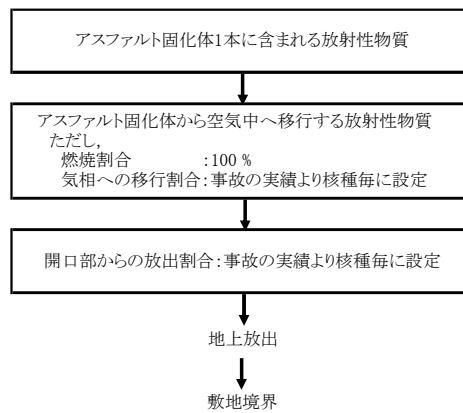 アスファルト固化体1本に含まれる放射性物質
アスファルト固化体から空気中へ移行する放射性物質
ただし,
燃焼割合　　　　:100 %
気相への移行割合:事故の実績より核種毎に設定
開口部からの放出割合:事故の実績より核種毎に設定
地上放出
敷地境界